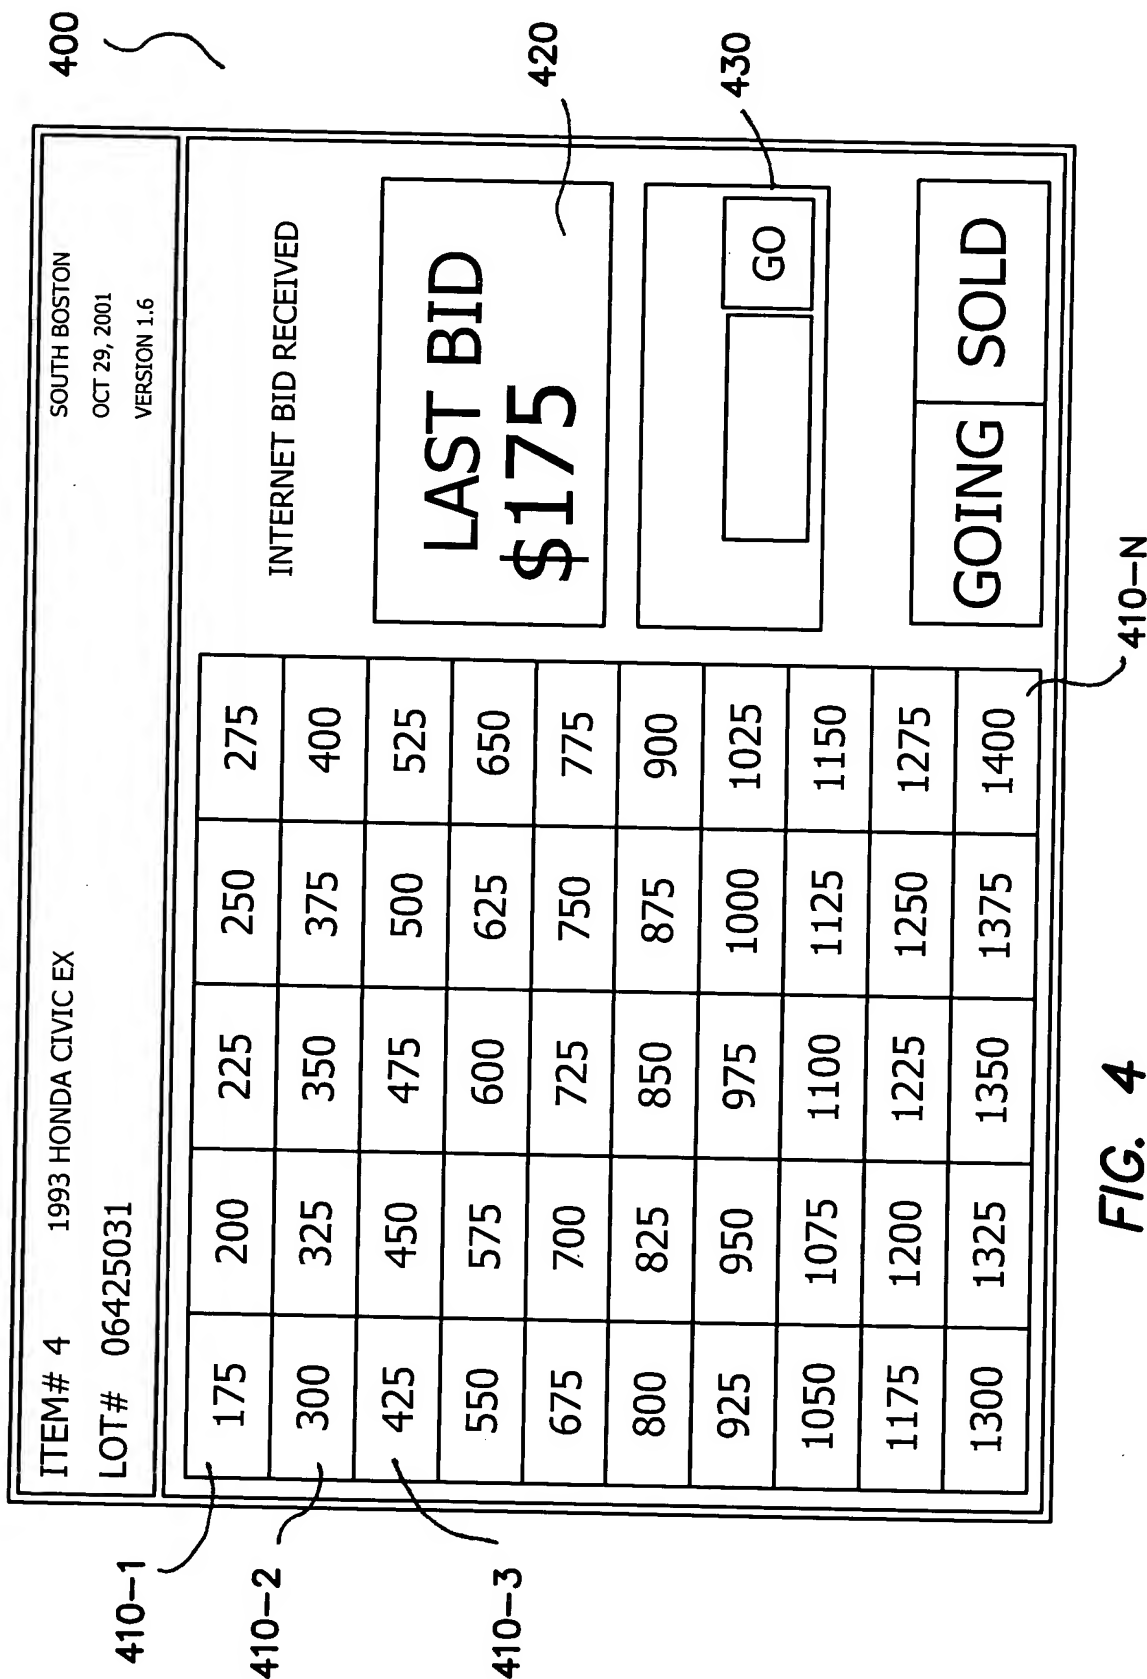 400
ITEM# 4 1993 HONDA CIVIC EX SOUTH BOSTON
LOT# 06425031 OCT 29, 2001
VERSION 1.6
INTERNET BID RECEIVED
410-1
410-2
410-3
175 200 225 250 275
300 325 350 375 400
425 450 475 500 525
550 575 600 625 650
675 700 725 750 775
800 825 850 875 900
925 950 975 1000 1025
1050 1075 1100 1125 1150
1175 1200 1225 1250 1275
1300 1325 1350 1375 1400
LAST BID
$175
420
430
GO
GOING SOLD
410-N
FIG. 4